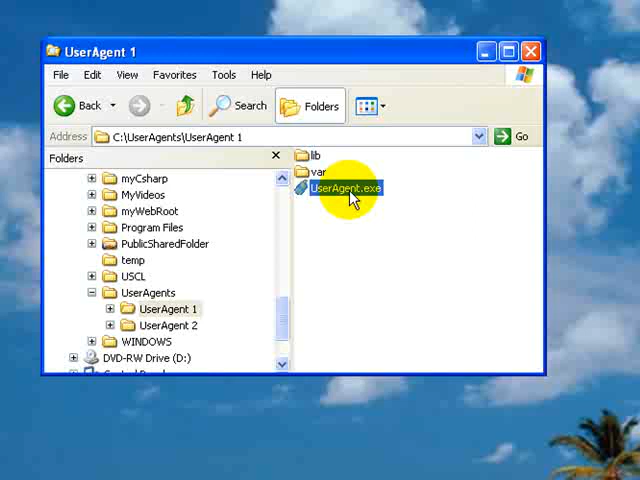 UserAgent 1
File Edit View Favorites Tools Help
Back Search Folders
Address C:\UserAgents\UserAgent 1 Go
Folders
myCsharp
MyVideos
myWebRoot
Program Files
PublicSharedFolder
temp
USCL
UserAgents
UserAgent 1
UserAgent 2
WINDOWS
DVD-RW Drive (D:)
lib
var
UserAgent.exe